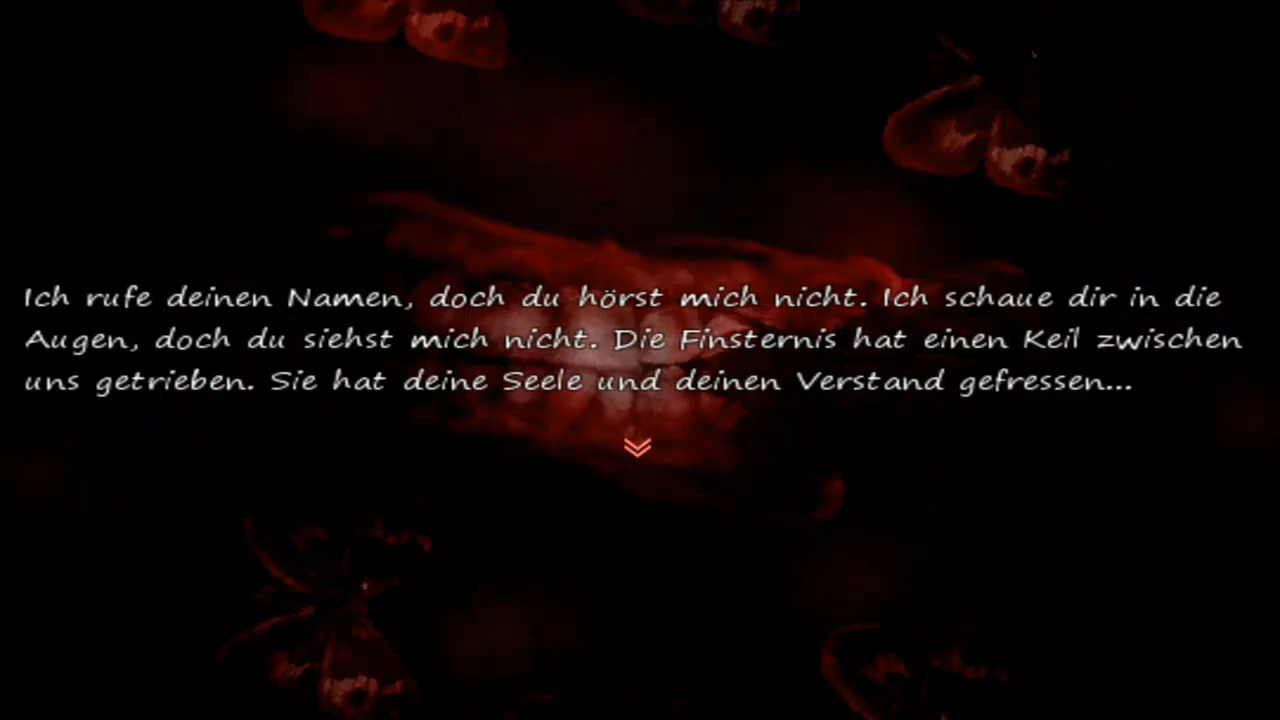 Ich rufe deinen Namen, doch du hörst mich nicht. Ich schaue dir in die
Augen, doch du siehst mich nicht. Die Finsternis hat einen Keil zwischen
uns getrieben. Sie hat deine Seele und deinen Verstand gefressen...